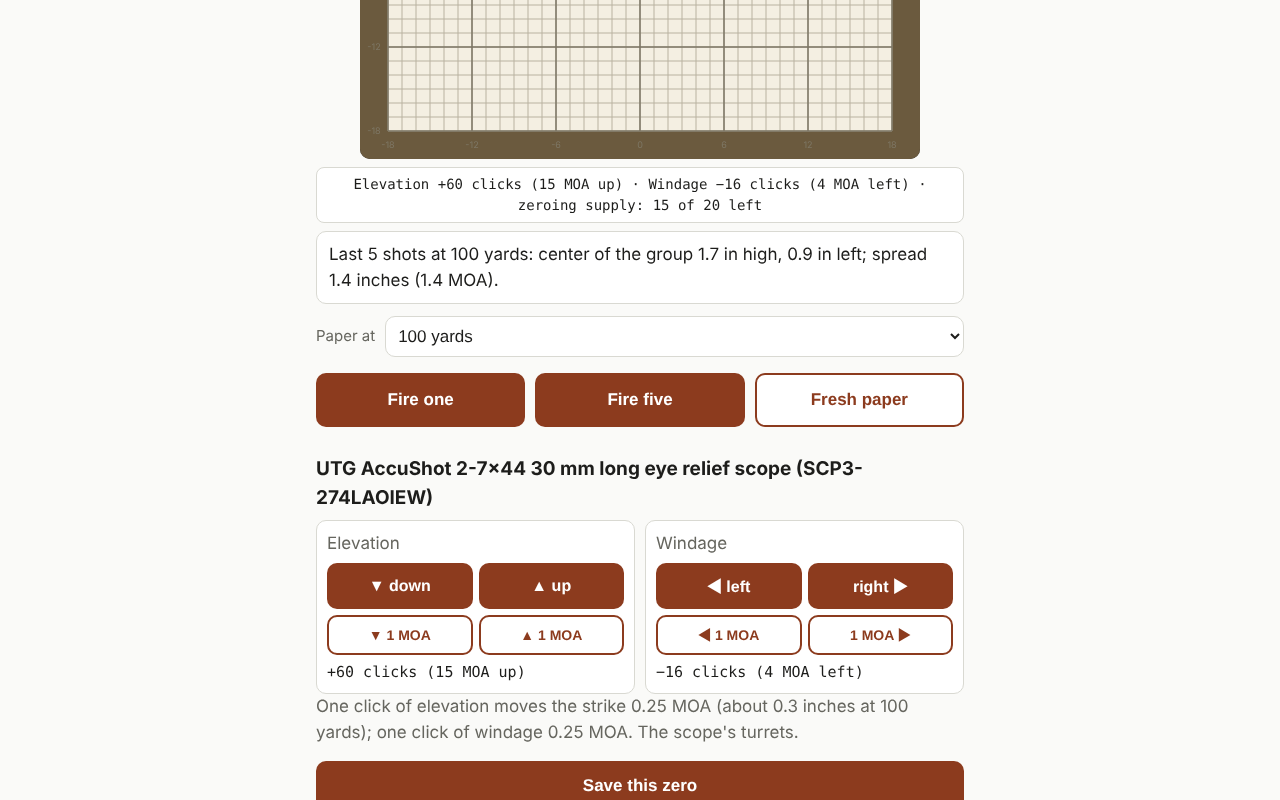 -12
-18
-18 -12 -6 0 6 12 18
Elevation +60 clicks (15 MOA up) · Windage −16 clicks (4 MOA left) ·
zeroing supply: 15 of 20 left
Last 5 shots at 100 yards: center of the group 1.7 in high, 0.9 in left; spread
1.4 inches (1.4 MOA).
Paper at 100 yards
Fire one Fire five Fresh paper
UTG AccuShot 2-7×44 30 mm long eye relief scope (SCP3-
274LAOIEW)
Elevation Windage
▼ down ▲ up ◀ left right ▶
▼ 1 MOA ▲ 1 MOA ◀ 1 MOA 1 MOA ▶
+60 clicks (15 MOA up) −16 clicks (4 MOA left)
One click of elevation moves the strike 0.25 MOA (about 0.3 inches at 100
yards); one click of windage 0.25 MOA. The scope's turrets.
Save this zero